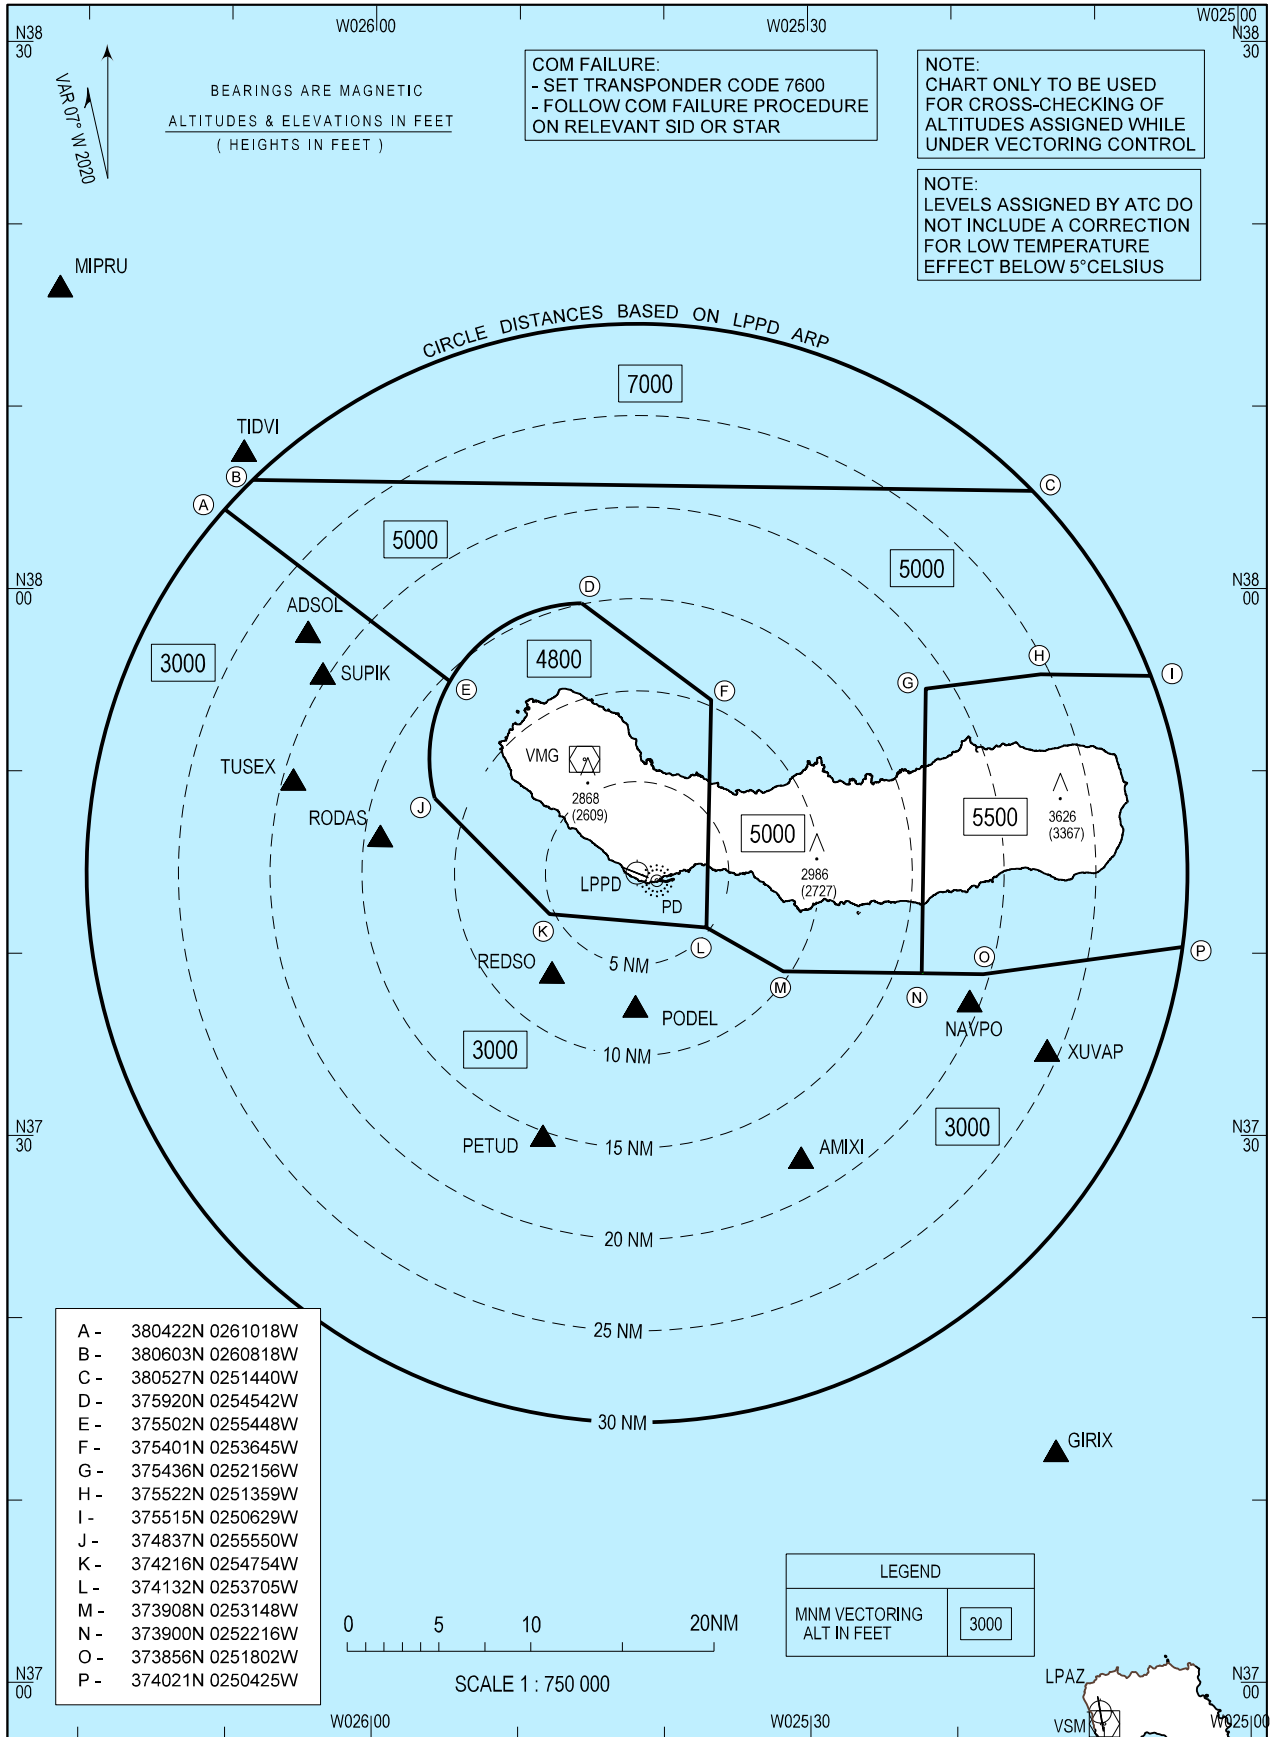 N38
30
W026 00
W025 30
W025 00
N38
30
VAR 07° W 2020
BEARINGS ARE MAGNETIC
ALTITUDES & ELEVATIONS IN FEET
( HEIGHTS IN FEET )
COM FAILURE:
- SET TRANSPONDER CODE 7600
- FOLLOW COM FAILURE PROCEDURE
ON RELEVANT SID OR STAR
NOTE:
CHART ONLY TO BE USED
FOR CROSS-CHECKING OF
ALTITUDES ASSIGNED WHILE
UNDER VECTORING CONTROL
NOTE:
LEVELS ASSIGNED BY ATC DO
NOT INCLUDE A CORRECTION
FOR LOW TEMPERATURE
EFFECT BELOW 5°CELSIUS
MIPRU
CIRCLE DISTANCES BASED ON LPPD ARP
7000
TIDVI
B
C
A
5000
5000
N38
00
D
N38
00
ADSOL
3000
SUPIK
4800
H
I
E
F
G
VMG
TUSEX
2868
(2609)
J
RODAS
5000
5500
3626
(3367)
2986
(2727)
LPPD
PD
K
L
P
REDSO
5 NM
M
O
N
PODEL
NAVPO
3000
10 NM
XUVAP
N37
30
3000
N37
30
PETUD
15 NM
AMIXI
20 NM
25 NM
30 NM
GIRIX
A - 380422N 0261018W
B - 380603N 0260818W
C - 380527N 0251440W
D - 375920N 0254542W
E - 375502N 0255448W
F - 375401N 0253645W
G - 375436N 0252156W
H - 375522N 0251359W
I - 375515N 0250629W
J - 374837N 0255550W
K - 374216N 0254754W
L - 374132N 0253705W
M - 373908N 0253148W
N - 373900N 0252216W
O - 373856N 0251802W
P - 374021N 0250425W
0 5 10 20NM
SCALE 1 : 750 000
LEGEND
MNM VECTORING
ALT IN FEET
3000
N37
00
LPAZ
N37
00
VSM
W026 00
W025 30
W025 00